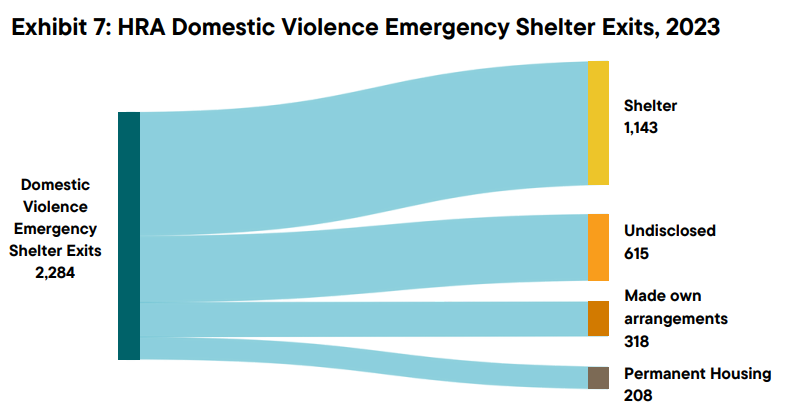 Exhibit 7: HRA Domestic Violence Emergency Shelter Exits, 2023
Domestic
Violence
Emergency
Shelter Exits
2,284
Shelter
1,143
Undisclosed
615
Made own
arrangements
318
Permanent Housing
208